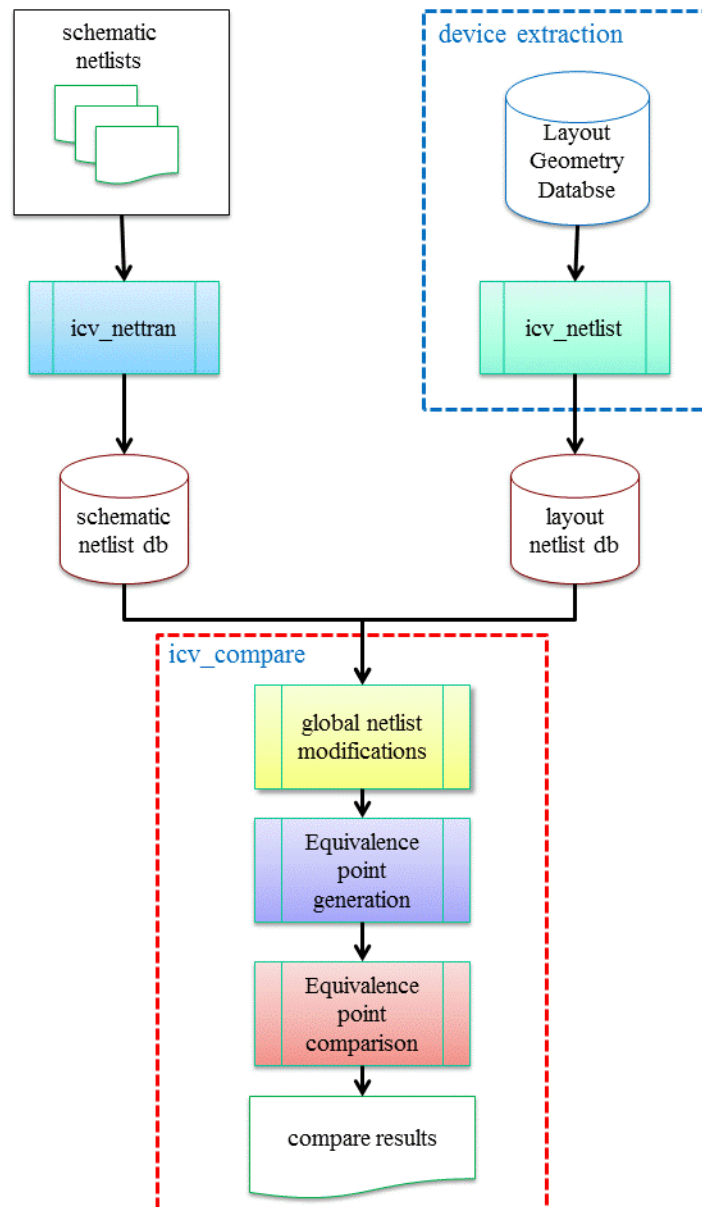 schematic
netlists
device extraction
Layout
Geometry
Databse
icv_nettran
icv_netlist
schematic
netlist db
layout
netlist db
icv_compare
global netlist
modifications
Equivalence
point
generation
Equivalence
point
comparison
compare results